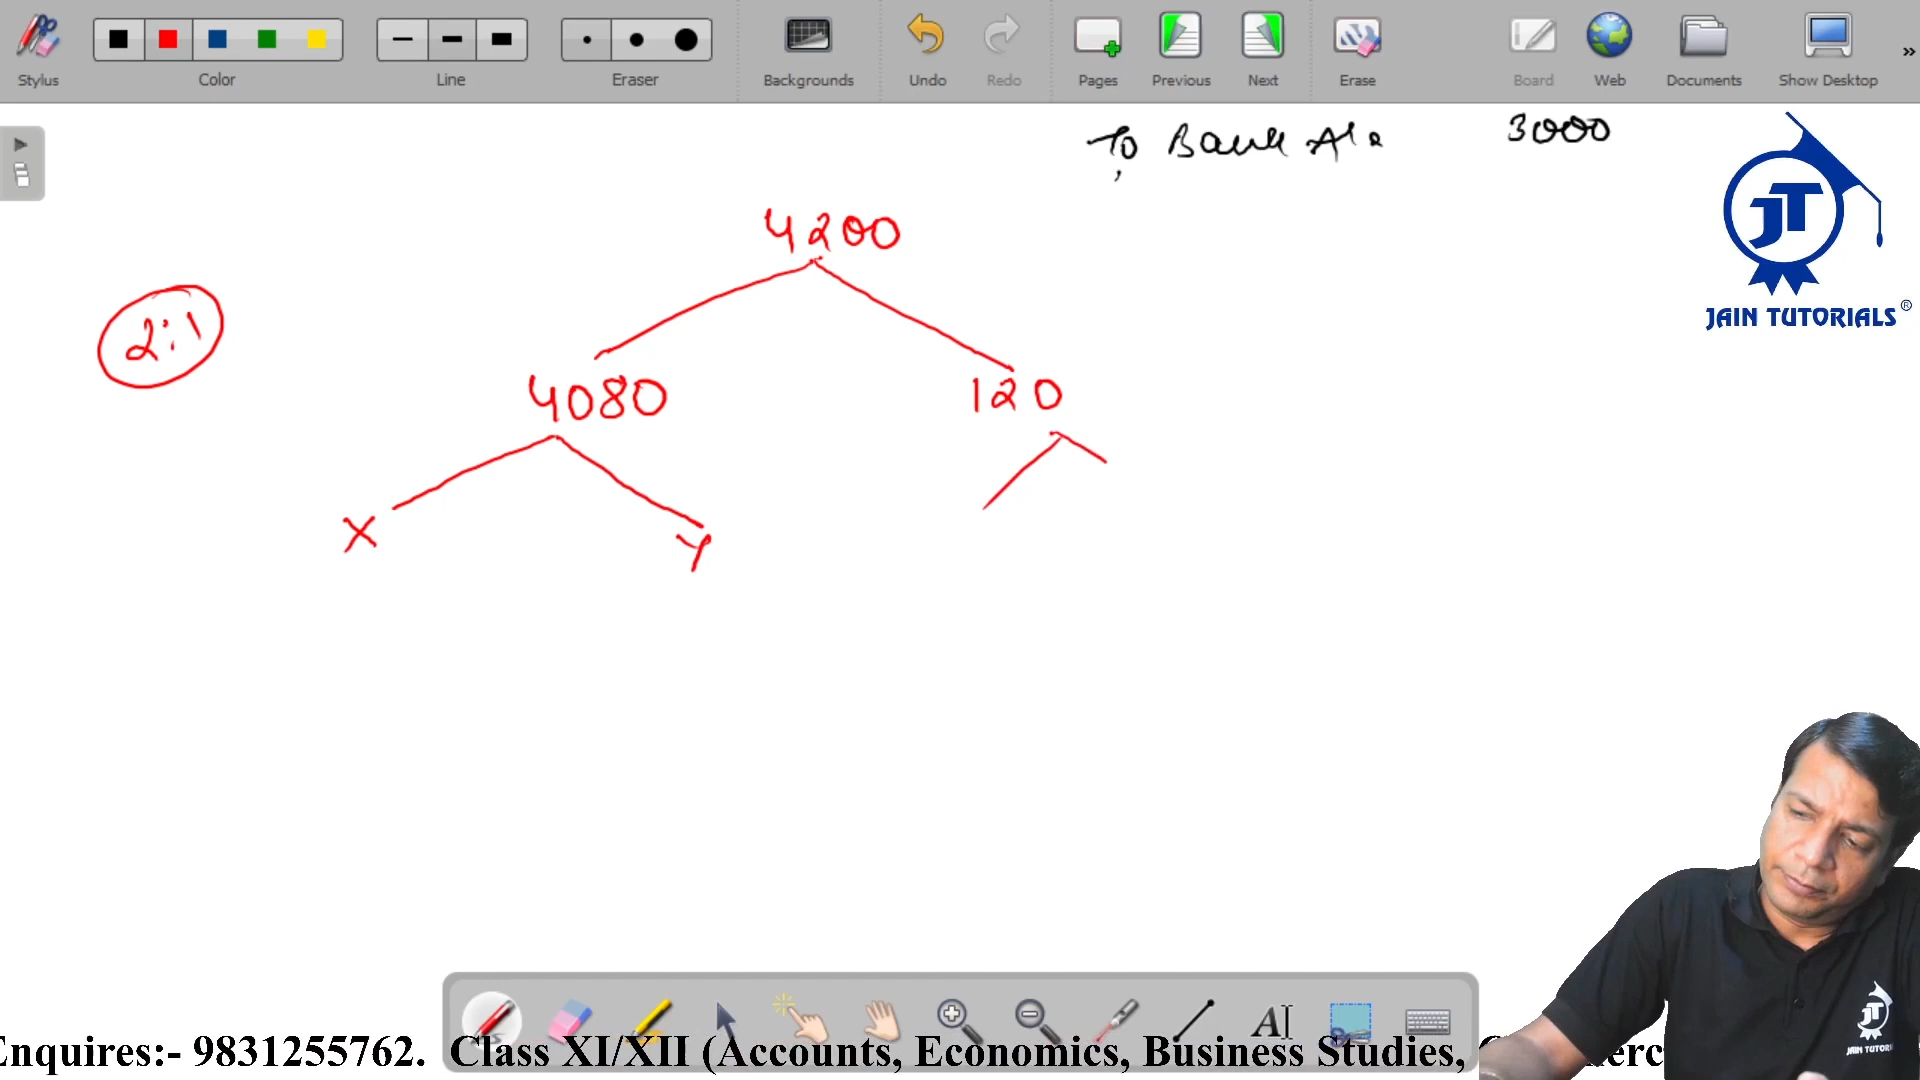 Stylus Color Line Eraser Backgrounds Undo Redo Pages Previous Next Erase Board Web Documents Show Desktop »
To Bank A/c 3000
JT
JAIN TUTORIALS®
4200
2:1
4080 120
X Y
Enquires:- 9831255762. Class XI/XII (Accounts, Economics, Business Studies,